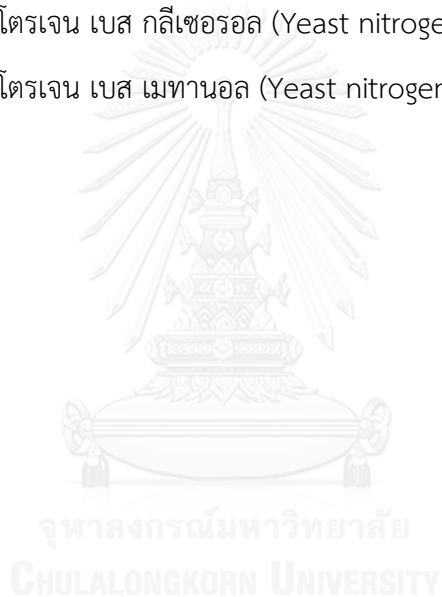 โตรเจน เบส กลีเซอรอล (Yeast nitroge
โตรเจน เบส เมทานอล (Yeast nitroger
จุฬาลงกรณ์มหาวิทยาลัย
CHULALONGKORN UNIVERSITY